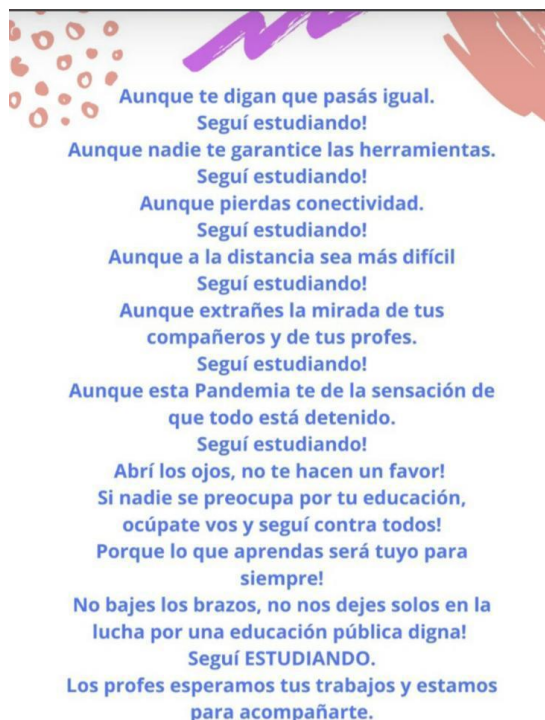 Aunque te digan que pasás igual.
Seguí estudiando!
Aunque nadie te garantice las herramientas.
Seguí estudiando!
Aunque pierdas conectividad.
Seguí estudiando!
Aunque a la distancia sea más difícil
Seguí estudiando!
Aunque extrañes la mirada de tus
compañeros y de tus profes.
Seguí estudiando!
Aunque esta Pandemia te de la sensación de
que todo está detenido.
Seguí estudiando!
Abrí los ojos, no te hacen un favor!
Si nadie se preocupa por tu educación,
ocúpate vos y seguí contra todos!
Porque lo que aprendas será tuyo para
siempre!
No bajes los brazos, no nos dejes solos en la
lucha por una educación pública digna!
Seguí ESTUDIANDO.
Los profes esperamos tus trabajos y estamos
para acompañarte.